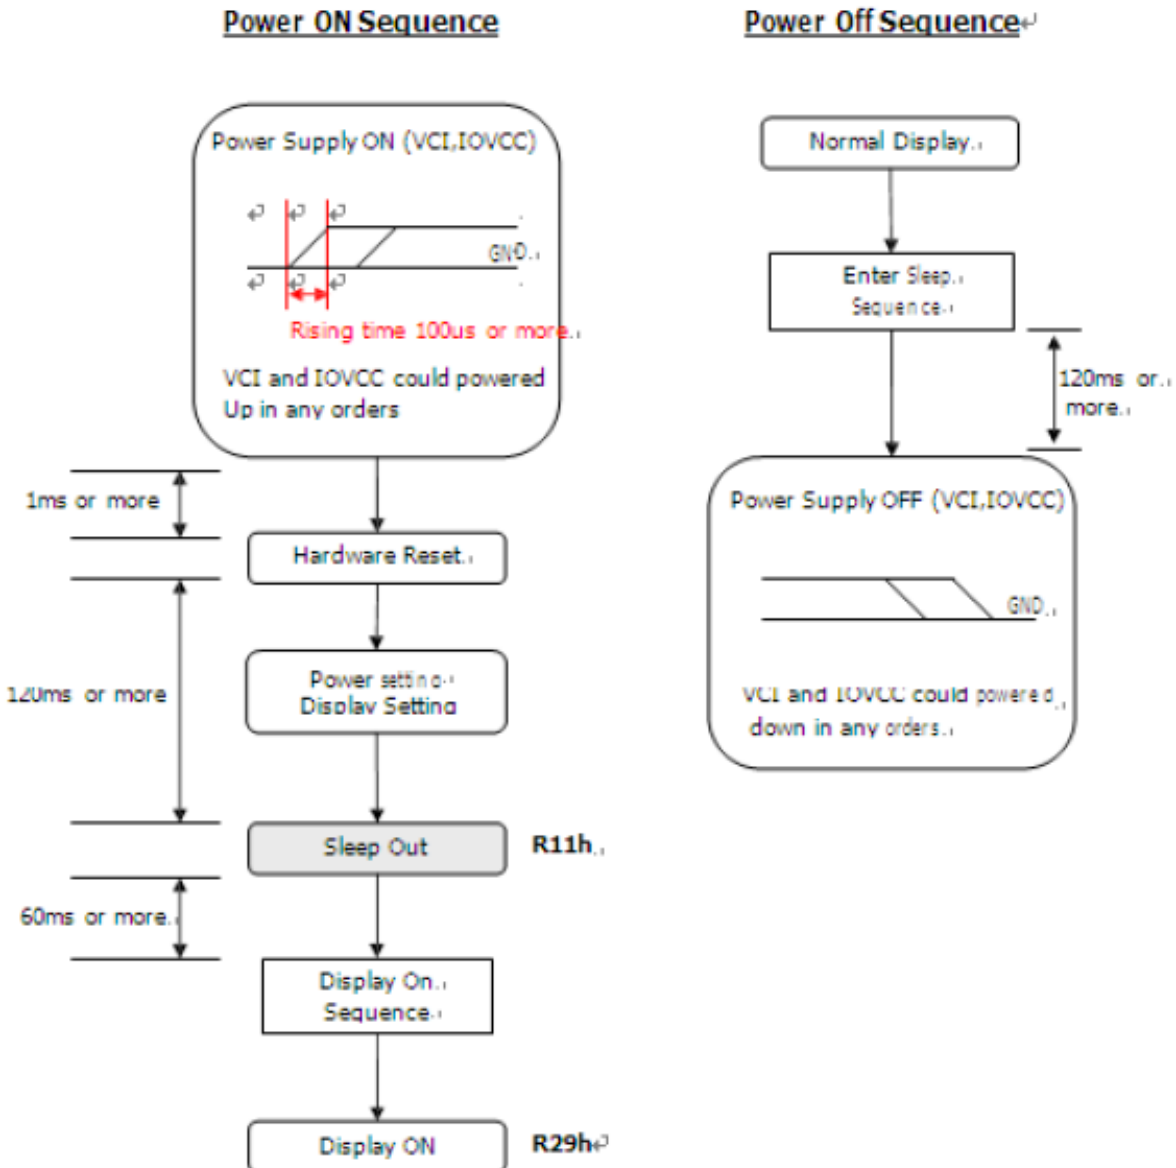 Power ON Sequence
Power Supply ON (VCI,IOVCC)
GND
Rising time 100us or more
VCI and IOVCC could powered
Up in any orders
1ms or more
Hardware Reset
120ms or more
Power setting
Display Setting
Sleep Out
R11h
60ms or more
Display On
Sequence
Display ON
R29h
Power Off Sequence
Normal Display
Enter Sleep
Sequence
120ms or
more
Power Supply OFF (VCI,IOVCC)
GND
VCI and IOVCC could powered
down in any orders